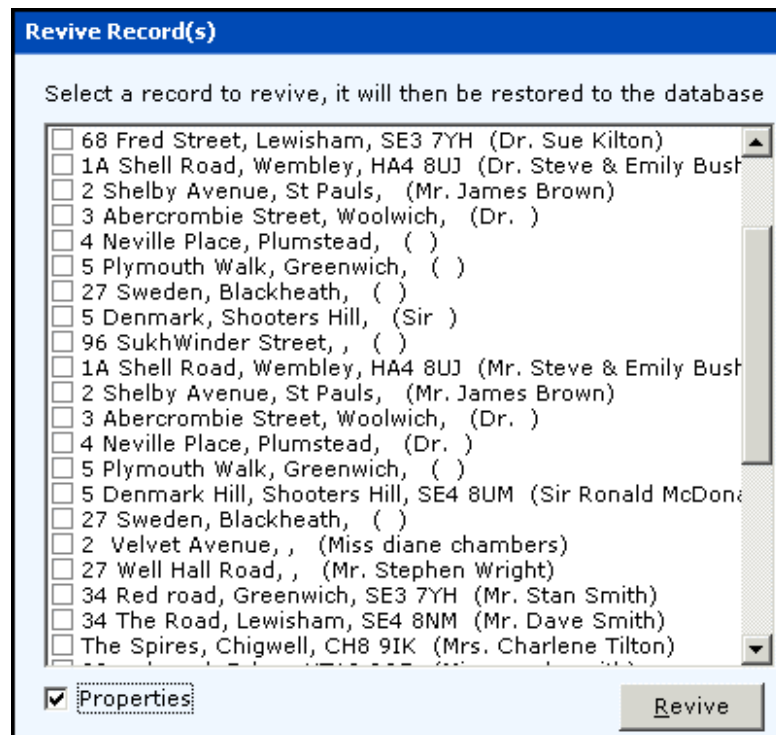 Revive Record(s)
Select a record to revive, it will then be restored to the database
68 Fred Street, Lewisham, SE3 7YH (Dr. Sue Kilton)
1A Shell Road, Wembley, HA4 8UJ (Dr. Steve & Emily Bush
2 Shelby Avenue, St Pauls, (Mr. James Brown)
3 Abercrombie Street, Woolwich, (Dr. )
4 Neville Place, Plumstead, ( )
5 Plymouth Walk, Greenwich, ( )
27 Sweden, Blackheath, ( )
5 Denmark, Shooters Hill, (Sir )
96 SukhWinder Street, , ( )
1A Shell Road, Wembley, HA4 8UJ (Mr. Steve & Emily Bush
2 Shelby Avenue, St Pauls, (Mr. James Brown)
3 Abercrombie Street, Woolwich, (Dr. )
4 Neville Place, Plumstead, (Dr. )
5 Plymouth Walk, Greenwich, ( )
5 Denmark Hill, Shooters Hill, SE4 8UM (Sir Ronald McDona
27 Sweden, Blackheath, ( )
2 Velvet Avenue, , (Miss diane chambers)
27 Well Hall Road, , (Mr. Stephen Wright)
34 Red road, Greenwich, SE3 7YH (Mr. Stan Smith)
34 The Road, Lewisham, SE4 8NM (Mr. Dave Smith)
The Spires, Chigwell, CH8 9IK (Mrs. Charlene Tilton)
Properties
Revive